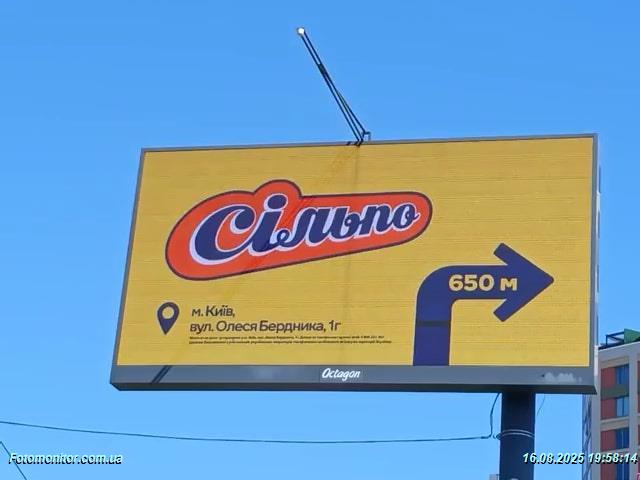 Сільпо
650 м
м. Київ,
вул. Олеся Бердника, 1г
Octagon
Fotomonitor.com.ua
16.08.2025 19:58:14